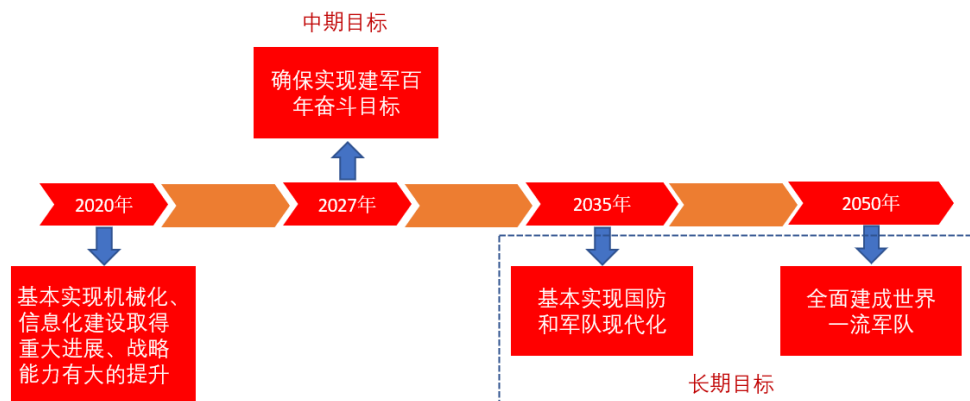 中期目标
确保实现建军百
年奋斗目标
2020年
2027年
2035年
2050年
基本实现机械化、
信息化建设取得
重大进展、战略
能力有大的提升
基本实现国防
和军队现代化
全面建成世界
一流军队
长期目标